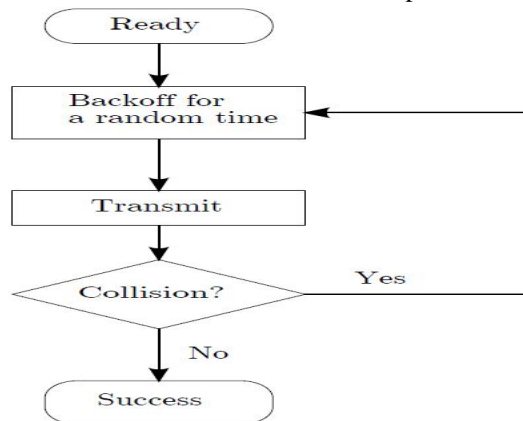 Ready
Backoff for
a random time
Transmit
Collision?
Yes
No
Success